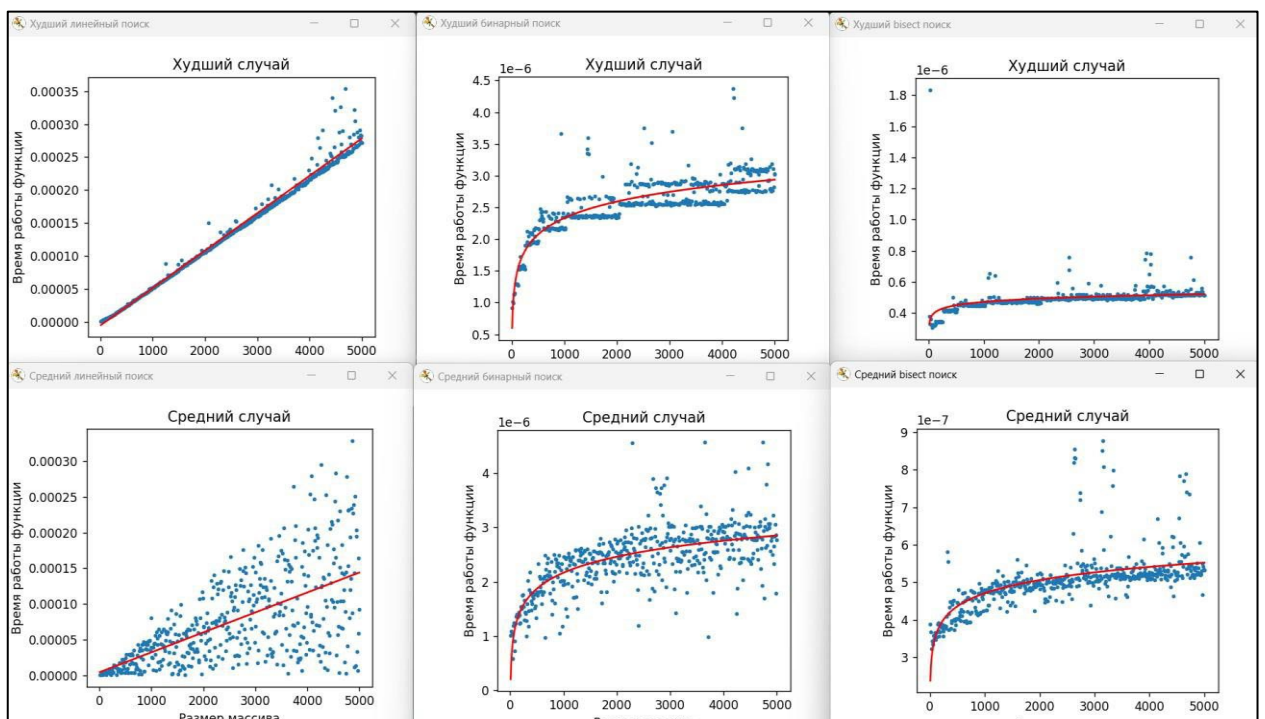 Худший линейный поиск
Худший случай
Время работы функции
0.00035
0.00030
0.00025
0.00020
0.00015
0.00010
0.00005
0.00000
0 1000 2000 3000 4000 5000
Худший бинарный поиск
Худший случай
1e−6
Время работы функции
4.5
4.0
3.5
3.0
2.5
2.0
1.5
1.0
0.5
0 1000 2000 3000 4000 5000
Худший bisect поиск
Худший случай
1e−6
Время работы функции
1.8
1.6
1.4
1.2
1.0
0.8
0.6
0.4
0 1000 2000 3000 4000 5000
Средний линейный поиск
Средний случай
Время работы функции
0.00030
0.00025
0.00020
0.00015
0.00010
0.00005
0.00000
0 1000 2000 3000 4000 5000
Размер массива
Средний бинарный поиск
Средний случай
1e−6
Время работы функции
4
3
2
1
0
0 1000 2000 3000 4000 5000
Средний bisect поиск
Средний случай
1e−7
Время работы функции
9
8
7
6
5
4
3
0 1000 2000 3000 4000 5000